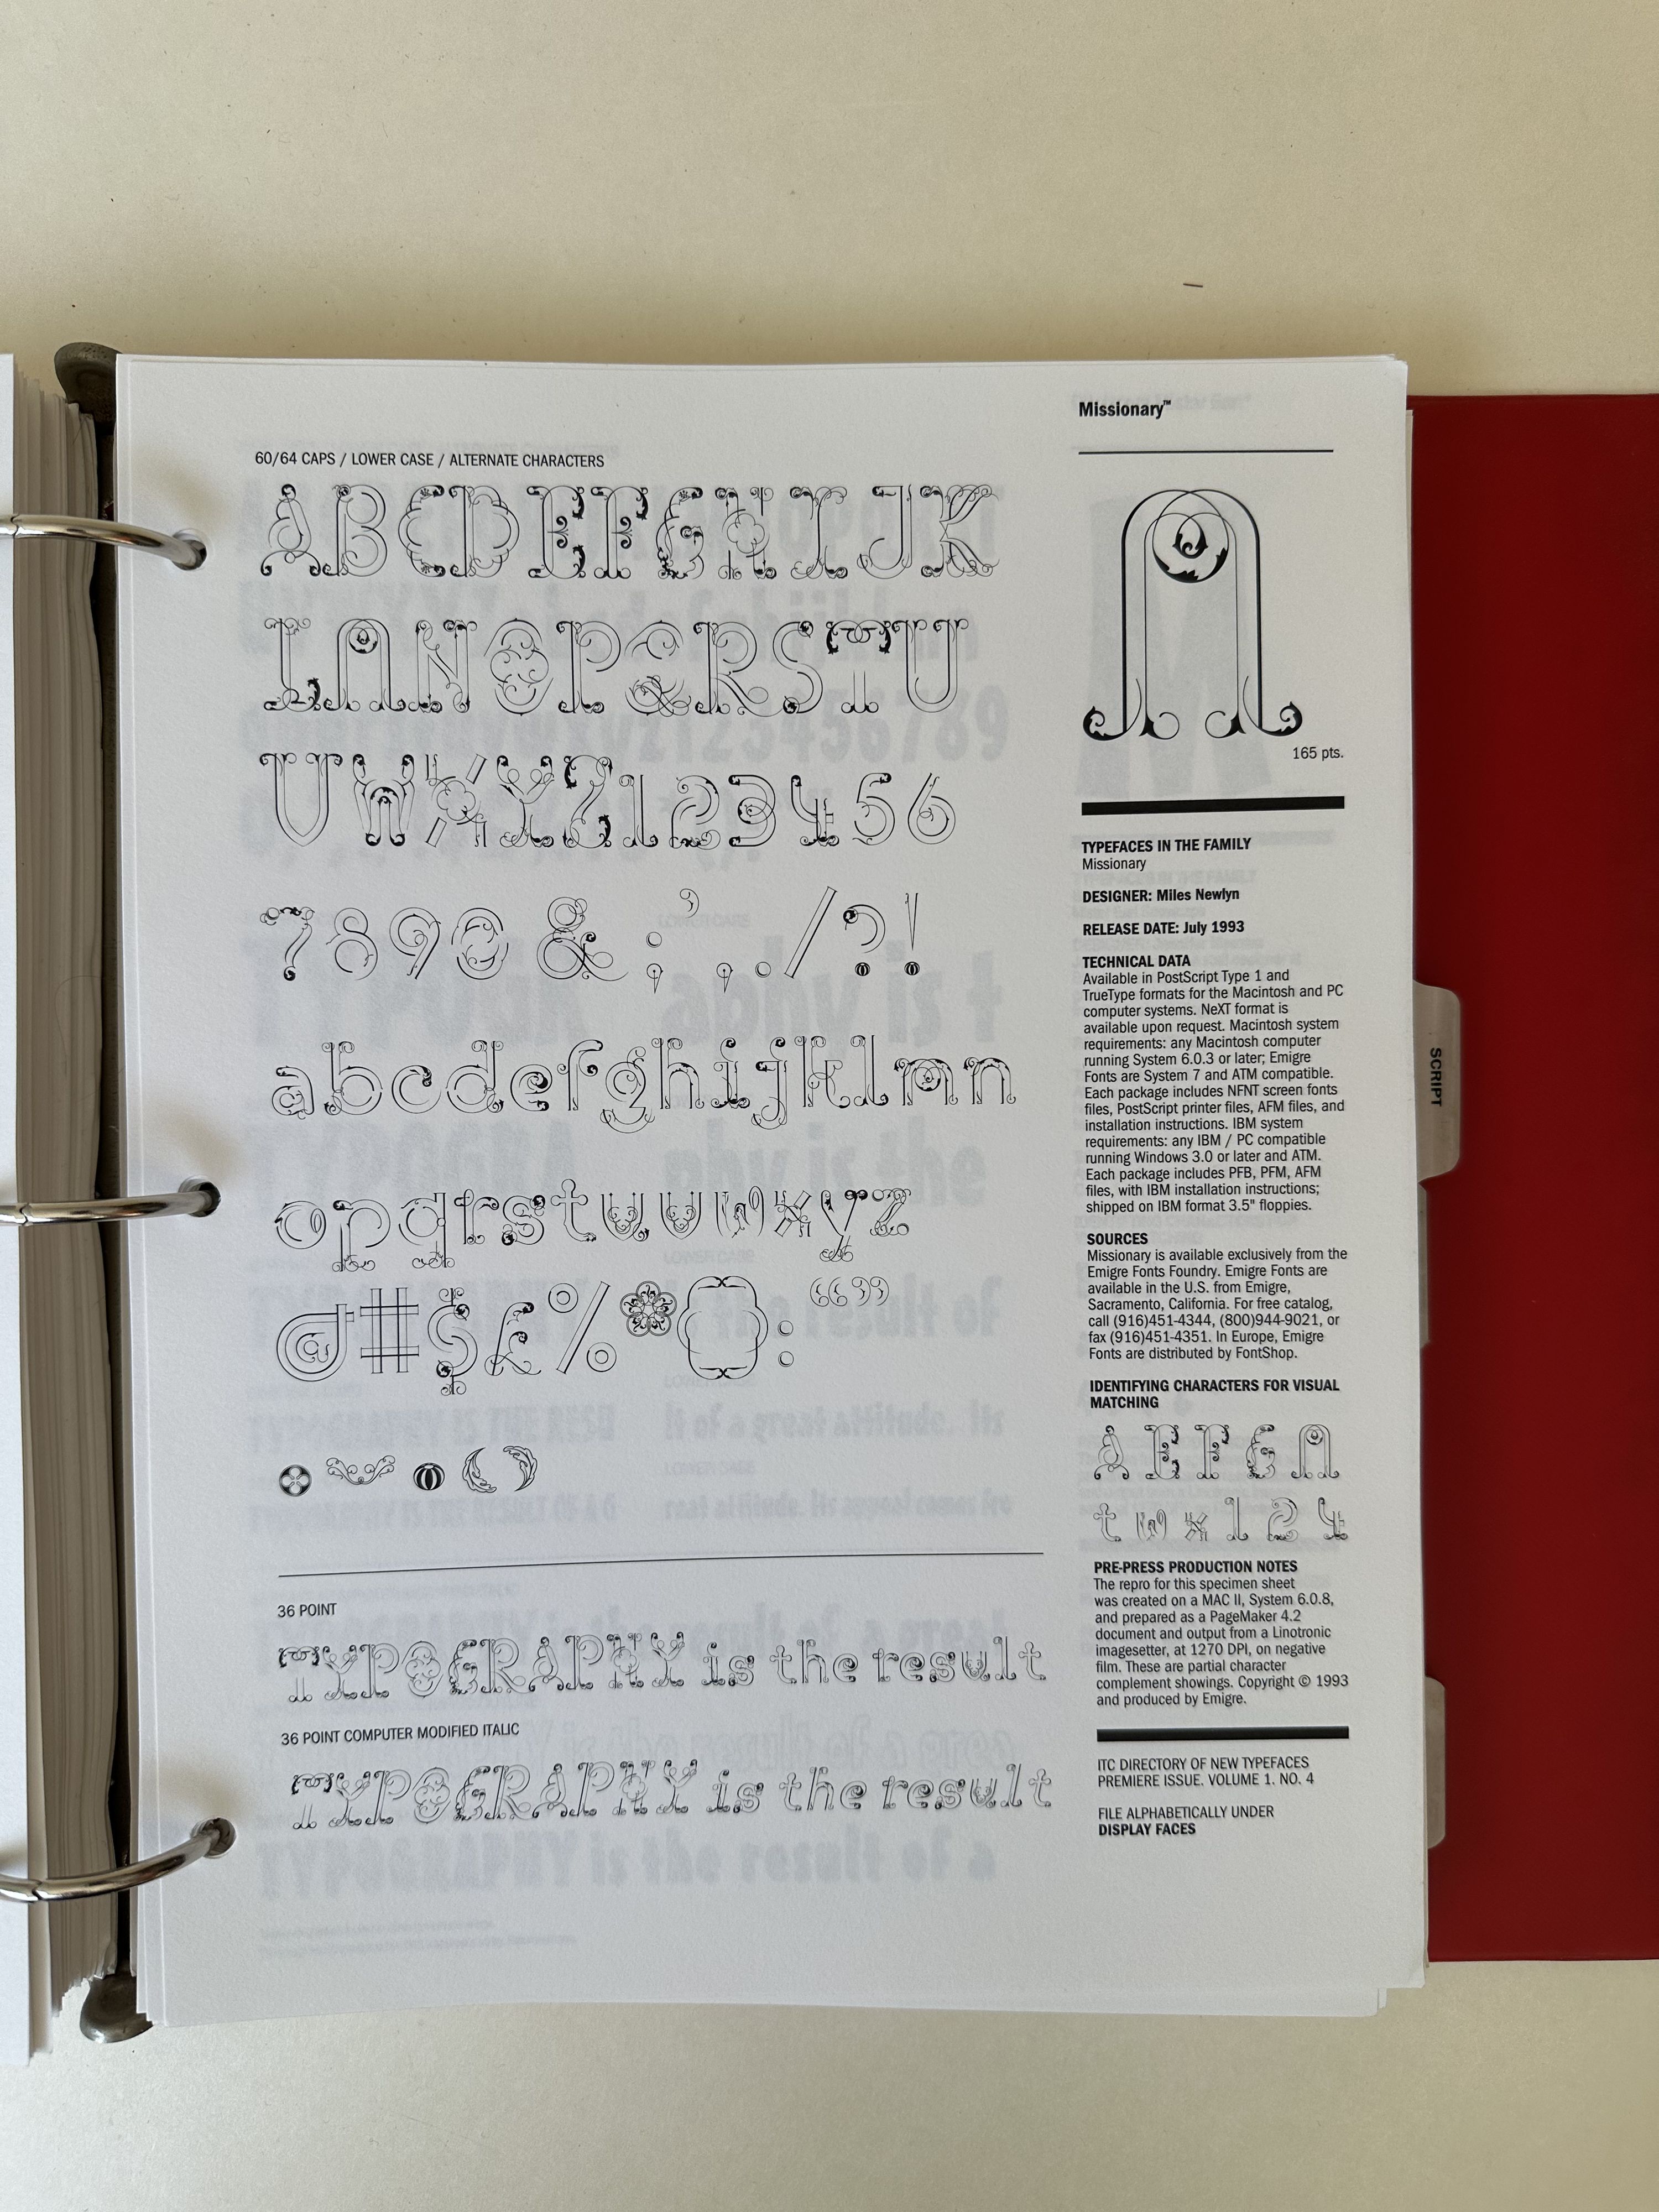 Missionary™
60/64 CAPS / LOWER CASE / ALTERNATE CHARACTERS
ABCDEFGHIJK
LMNOPQRSTU
VWXYZ123456
7890&;’,./?!
abcdefghijklmn
opqrstuvwxyz
@#$£%*():“”
36 POINT
TYPOGRAPHY is the result
36 POINT COMPUTER MODIFIED ITALIC
TYPOGRAPHY is the result
M
165 pts.
TYPEFACES IN THE FAMILY
Missionary
DESIGNER: Miles Newlyn
RELEASE DATE: July 1993
TECHNICAL DATA
Available in PostScript Type 1 and
TrueType formats for the Macintosh and PC
computer systems. NeXT format is
available upon request. Macintosh system
requirements: any Macintosh computer
running System 6.0.3 or later; Emigre
Fonts are System 7 and ATM compatible.
Each package includes NFNT screen fonts
files, PostScript printer files, AFM files, and
installation instructions. IBM system
requirements: any IBM / PC compatible
running Windows 3.0 or later and ATM.
Each package includes PFB, PFM, AFM
files, with IBM installation instructions;
shipped on IBM format 3.5" floppies.
SOURCES
Missionary is available exclusively from the
Emigre Fonts Foundry. Emigre Fonts are
available in the U.S. from Emigre,
Sacramento, California. For free catalog,
call (916)451-4344, (800)944-9021, or
fax (916)451-4351. In Europe, Emigre
Fonts are distributed by FontShop.
IDENTIFYING CHARACTERS FOR VISUAL
MATCHING
A E F G M
t w x 1 2 4
PRE-PRESS PRODUCTION NOTES
The repro for this specimen sheet
was created on a MAC II, System 6.0.8,
and prepared as a PageMaker 4.2
document and output from a Linotronic
imagesetter, at 1270 DPI, on negative
film. These are partial character
complement showings. Copyright © 1993
and produced by Emigre.
ITC DIRECTORY OF NEW TYPEFACES
PREMIERE ISSUE. VOLUME 1. NO. 4
FILE ALPHABETICALLY UNDER
DISPLAY FACES
SCRIPT